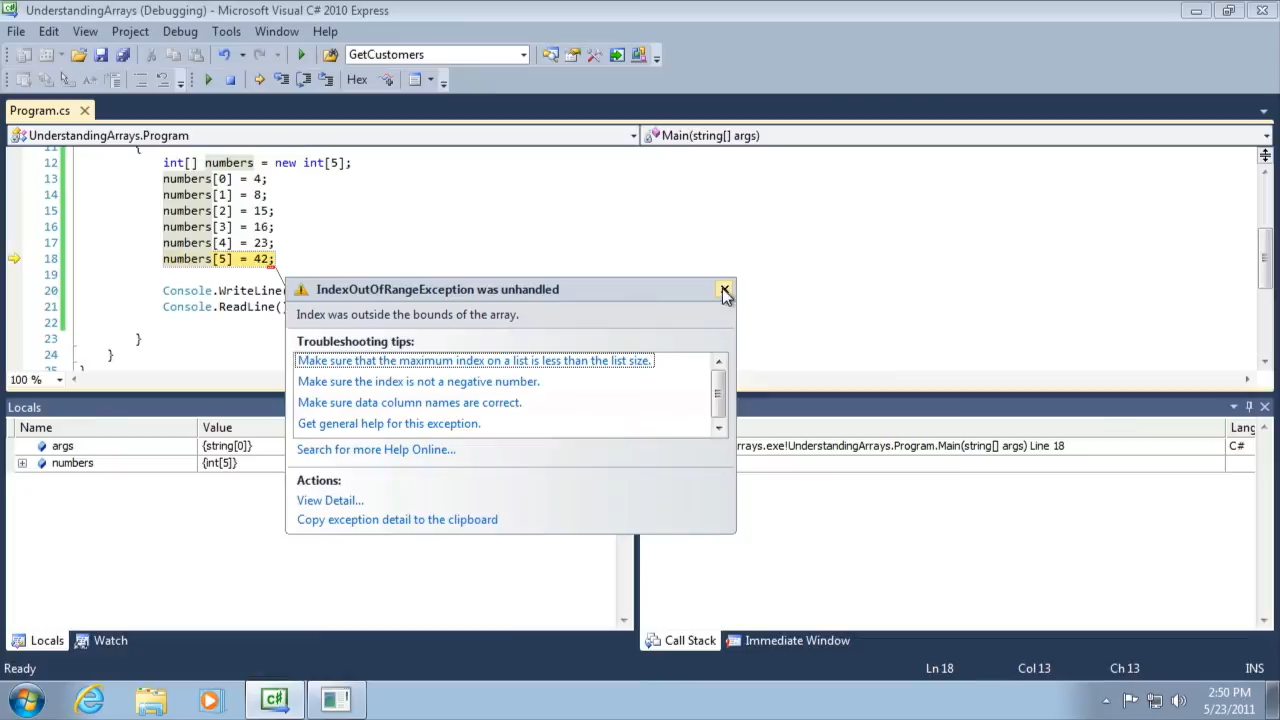 UnderstandingArrays (Debugging) - Microsoft Visual C# 2010 Express
File Edit View Project Debug Tools Window Help
GetCustomers
Hex
Program.cs
UnderstandingArrays.Program
Main(string[] args)
11 {
12 int[] numbers = new int[5];
13 numbers[0] = 4;
14 numbers[1] = 8;
15 numbers[2] = 15;
16 numbers[3] = 16;
17 numbers[4] = 23;
18 numbers[5] = 42;
19
20 Console.WriteLine(
21 Console.ReadLine()
22
23 }
24 }
100 %
IndexOutOfRangeException was unhandled
Index was outside the bounds of the array.
Troubleshooting tips:
Make sure that the maximum index on a list is less than the list size.
Make sure the index is not a negative number.
Make sure data column names are correct.
Get general help for this exception.
Search for more Help Online...
Actions:
View Detail...
Copy exception detail to the clipboard
Locals
Name Value
args {string[0]}
numbers {int[5]}
Lang
rrays.exe!UnderstandingArrays.Program.Main(string[] args) Line 18 C#
Locals Watch
Call Stack Immediate Window
Ready Ln 18 Col 13 Ch 13 INS
C#
2:50 PM
5/23/2011